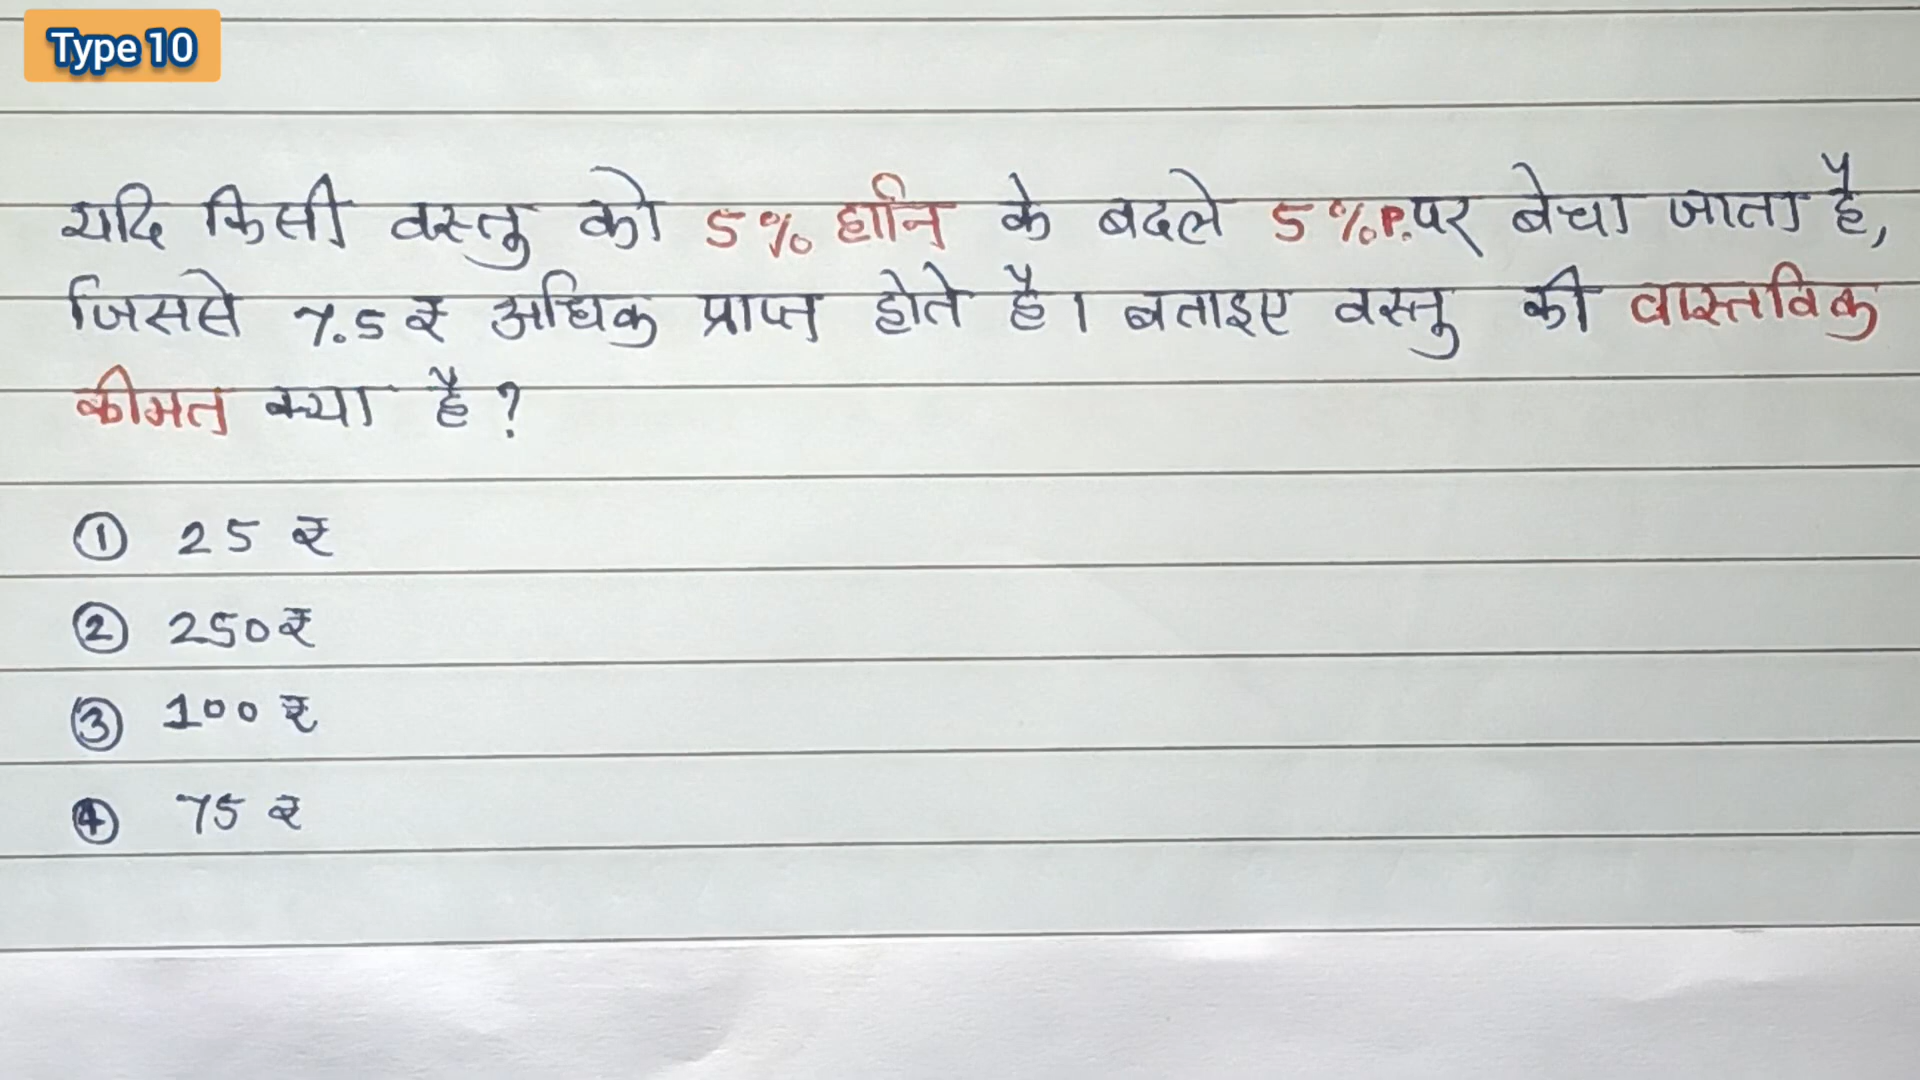 Type 10
यदि किसी वस्तु को 5% हानि के बदले 5%P. पर बेचा जाता है,
जिससे 7.5 ₹ अधिक प्राप्त होते है। बताइए वस्तु की वास्तविक
कीमत क्या है?
① 25 ₹
② 250 ₹
③ 100 ₹
④ 75 ₹